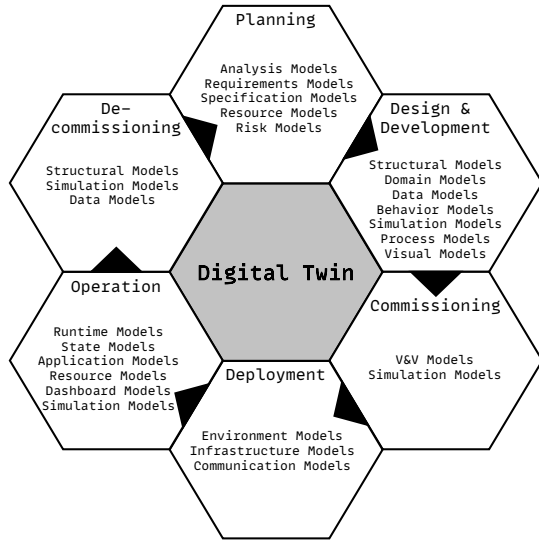 Planning
Analysis Models
Requirements Models
Specification Models
Resource Models
Risk Models
De-
commissioning
Structural Models
Simulation Models
Data Models
Design &
Development
Structural Models
Domain Models
Data Models
Behavior Models
Simulation Models
Process Models
Visual Models
Digital Twin
Operation
Runtime Models
State Models
Application Models
Resource Models
Dashboard Models
Simulation Models
Commissioning
V&V Models
Simulation Models
Deployment
Environment Models
Infrastructure Models
Communication Models